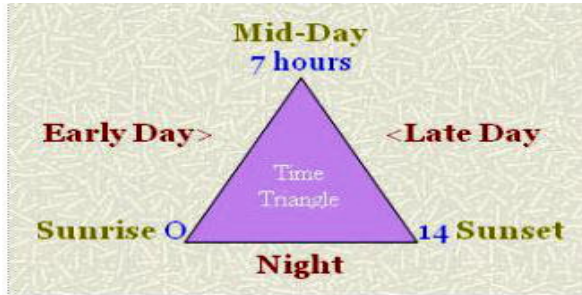 Mid-Day
7 hours
Early Day> <Late Day
Time
Triangle
Sunrise O 14 Sunset
Night